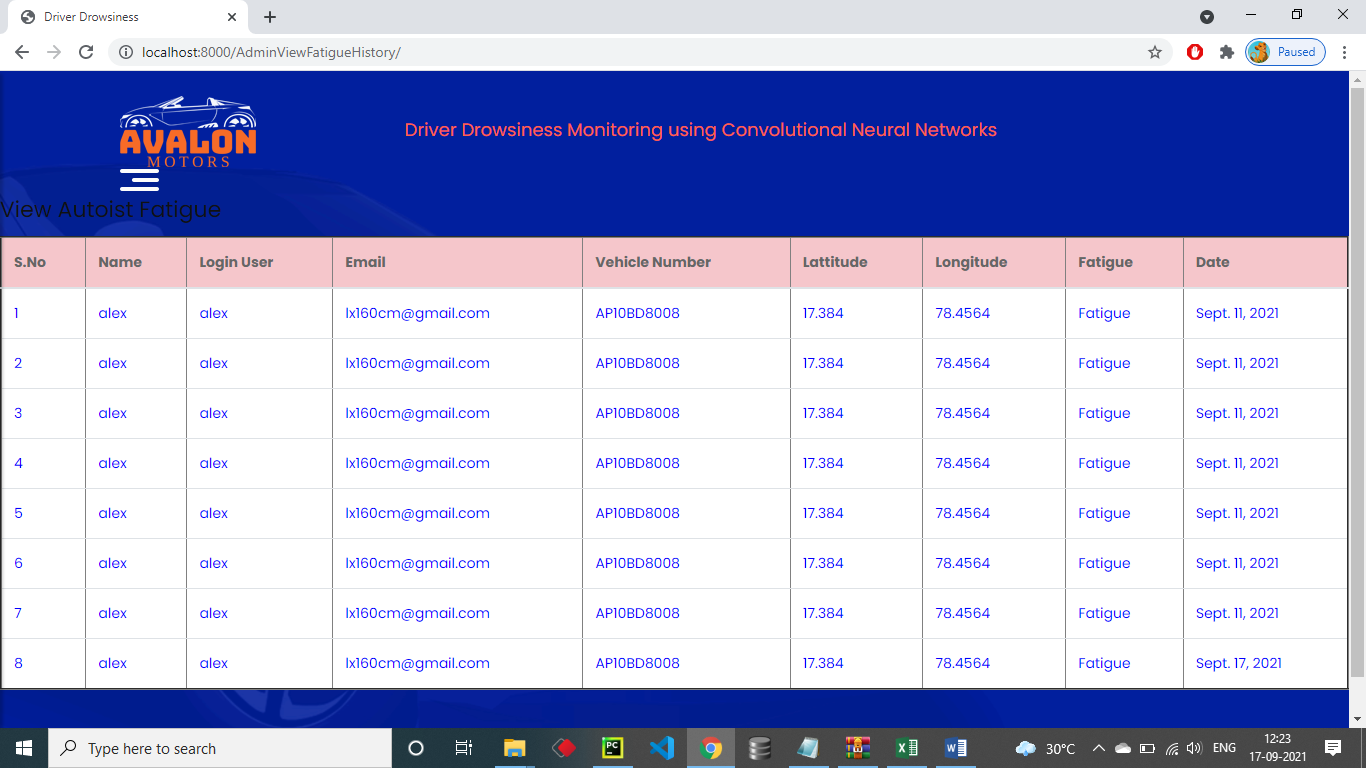 Driver Drowsiness
localhost:8000/AdminViewFatigueHistory/
Paused
AVALON
MOTORS
Driver Drowsiness Monitoring using Convolutional Neural Networks
View Autoist Fatigue
S.No Name Login User Email Vehicle Number Lattitude Longitude Fatigue Date
1 alex alex lx160cm@gmail.com AP10BD8008 17.384 78.4564 Fatigue Sept. 11, 2021
2 alex alex lx160cm@gmail.com AP10BD8008 17.384 78.4564 Fatigue Sept. 11, 2021
3 alex alex lx160cm@gmail.com AP10BD8008 17.384 78.4564 Fatigue Sept. 11, 2021
4 alex alex lx160cm@gmail.com AP10BD8008 17.384 78.4564 Fatigue Sept. 11, 2021
5 alex alex lx160cm@gmail.com AP10BD8008 17.384 78.4564 Fatigue Sept. 11, 2021
6 alex alex lx160cm@gmail.com AP10BD8008 17.384 78.4564 Fatigue Sept. 11, 2021
7 alex alex lx160cm@gmail.com AP10BD8008 17.384 78.4564 Fatigue Sept. 11, 2021
8 alex alex lx160cm@gmail.com AP10BD8008 17.384 78.4564 Fatigue Sept. 17, 2021
Type here to search
PC
30°C
ENG
12:23
17-09-2021